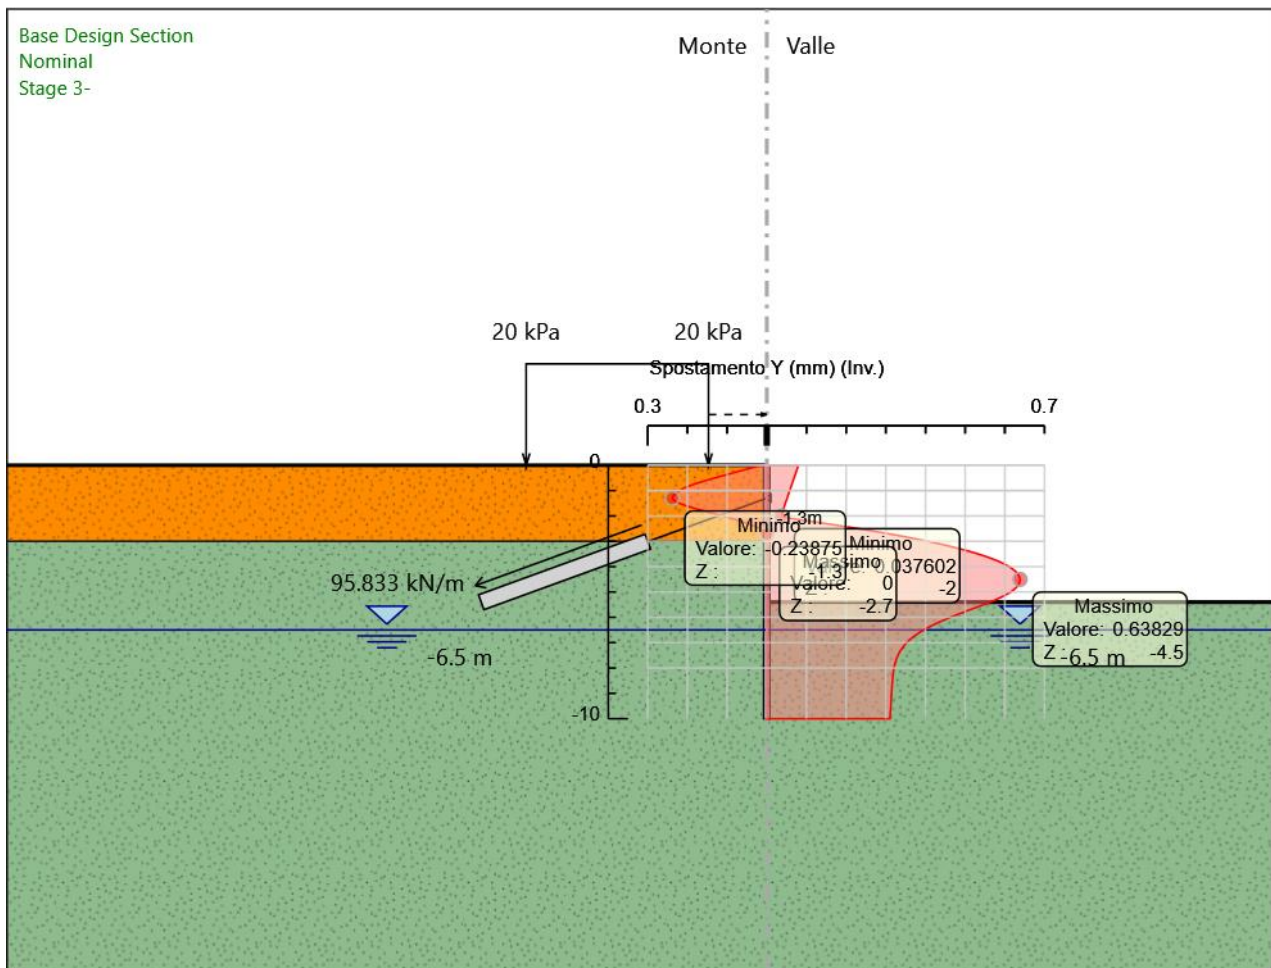 Base Design Section
Nominal
Stage 3-
Monte
Valle
20 kPa
20 kPa
Spostamento Y (mm) (Inv.)
0.3
0.7
0
-1.3m
Minimo
Valore: -0.23875
Z : -1.3
Minimo
0.037602
-2
Massimo
Valore: 0
Z : -2.7
95.833 kN/m
Massimo
Valore: 0.63829
Z : -4.5
-6.5 m
-6.5 m
-10